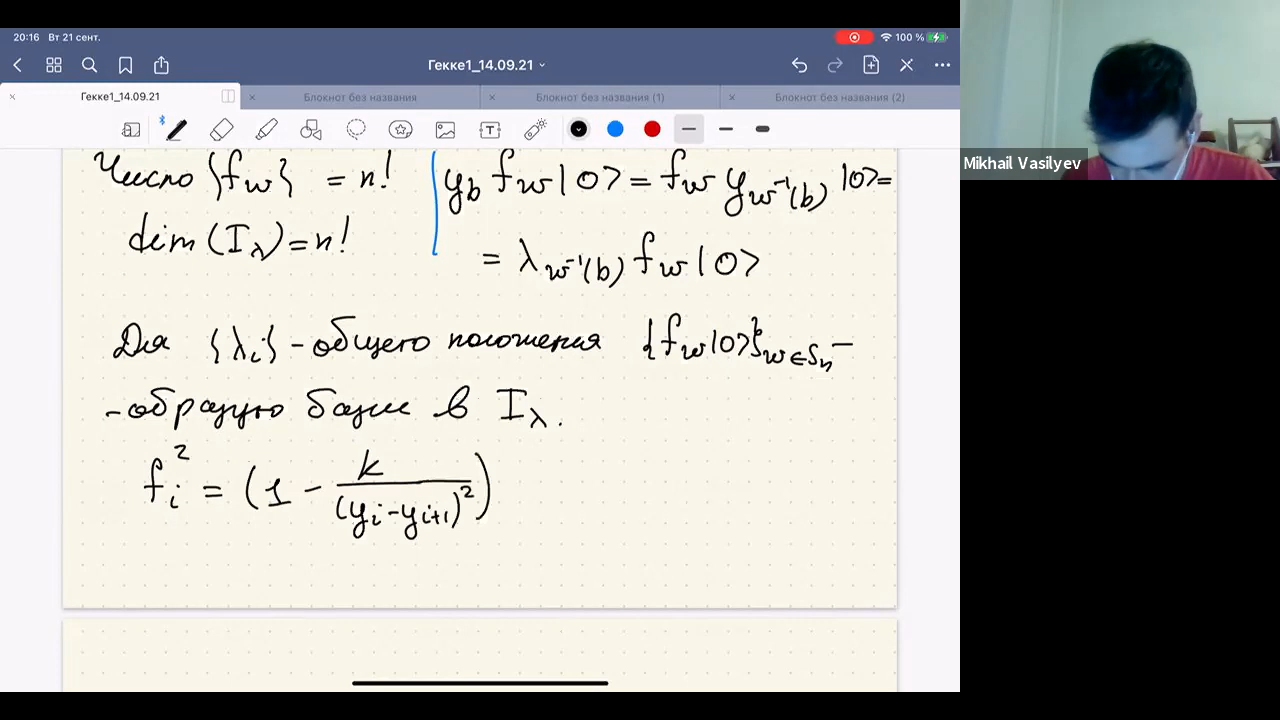 20:16 Вт 21 сент.
100 %
Гекке1_14.09.21
Гекке1_14.09.21
Блокнот без названия
Блокнот без названия (1)
Блокнот без названия (2)
Mikhail Vasilyev
Число {f_w} = n!
y_b f_w|0> = f_w y_{w^{-1}(b)} |0> =
dim (I_λ) = n!
= λ_{w^{-1}(b)} f_w |0>
Для {λ_i} - общего положения {f_w|0>}_{w∈S_n} -
- образую базис в I_λ.
f_i^2 = (1 - k/(y_i - y_{i+1})^2)